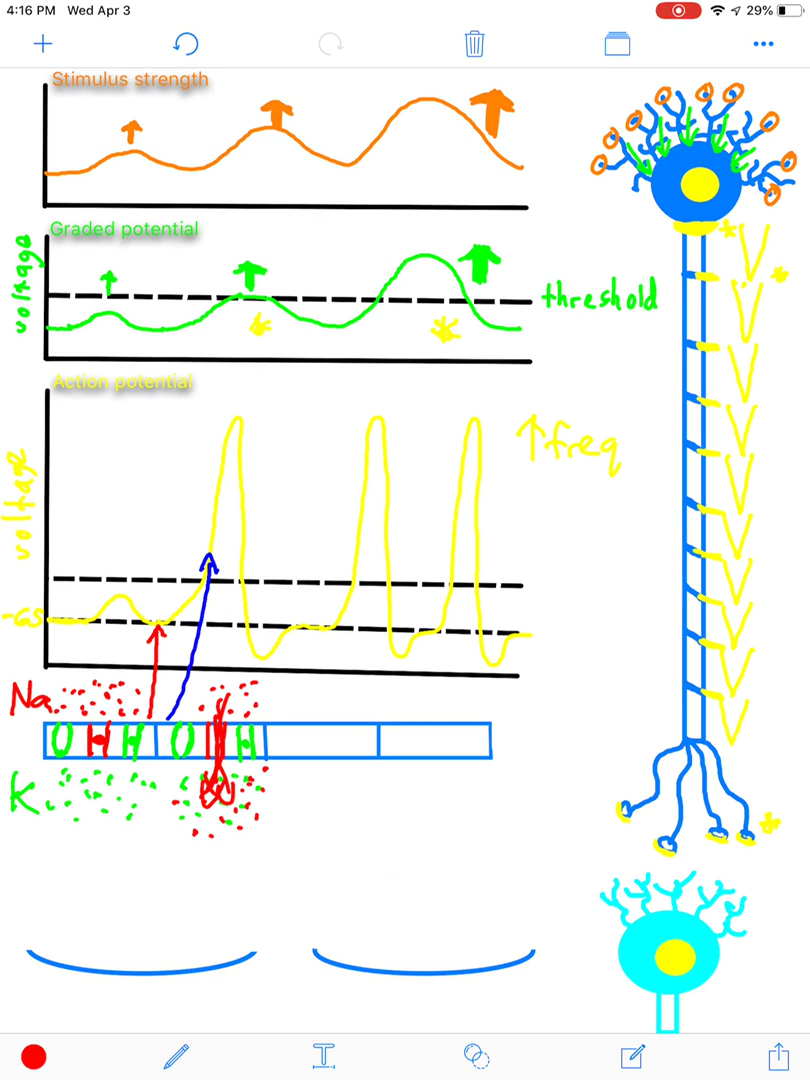 4:16 PM Wed Apr 3
29%
Stimulus strength
Graded potential
voltage
threshold
Action potential
voltage
↑freq
-65
Na
K